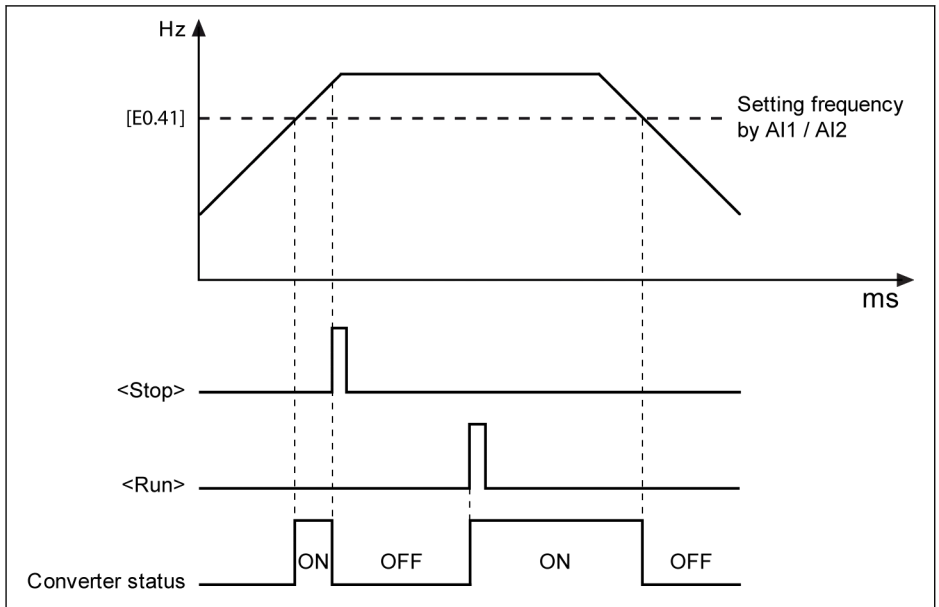 Hz
[E0.41]
Setting frequency
by AI1 / AI2
ms
<Stop>
<Run>
ON
OFF
ON
OFF
Converter status